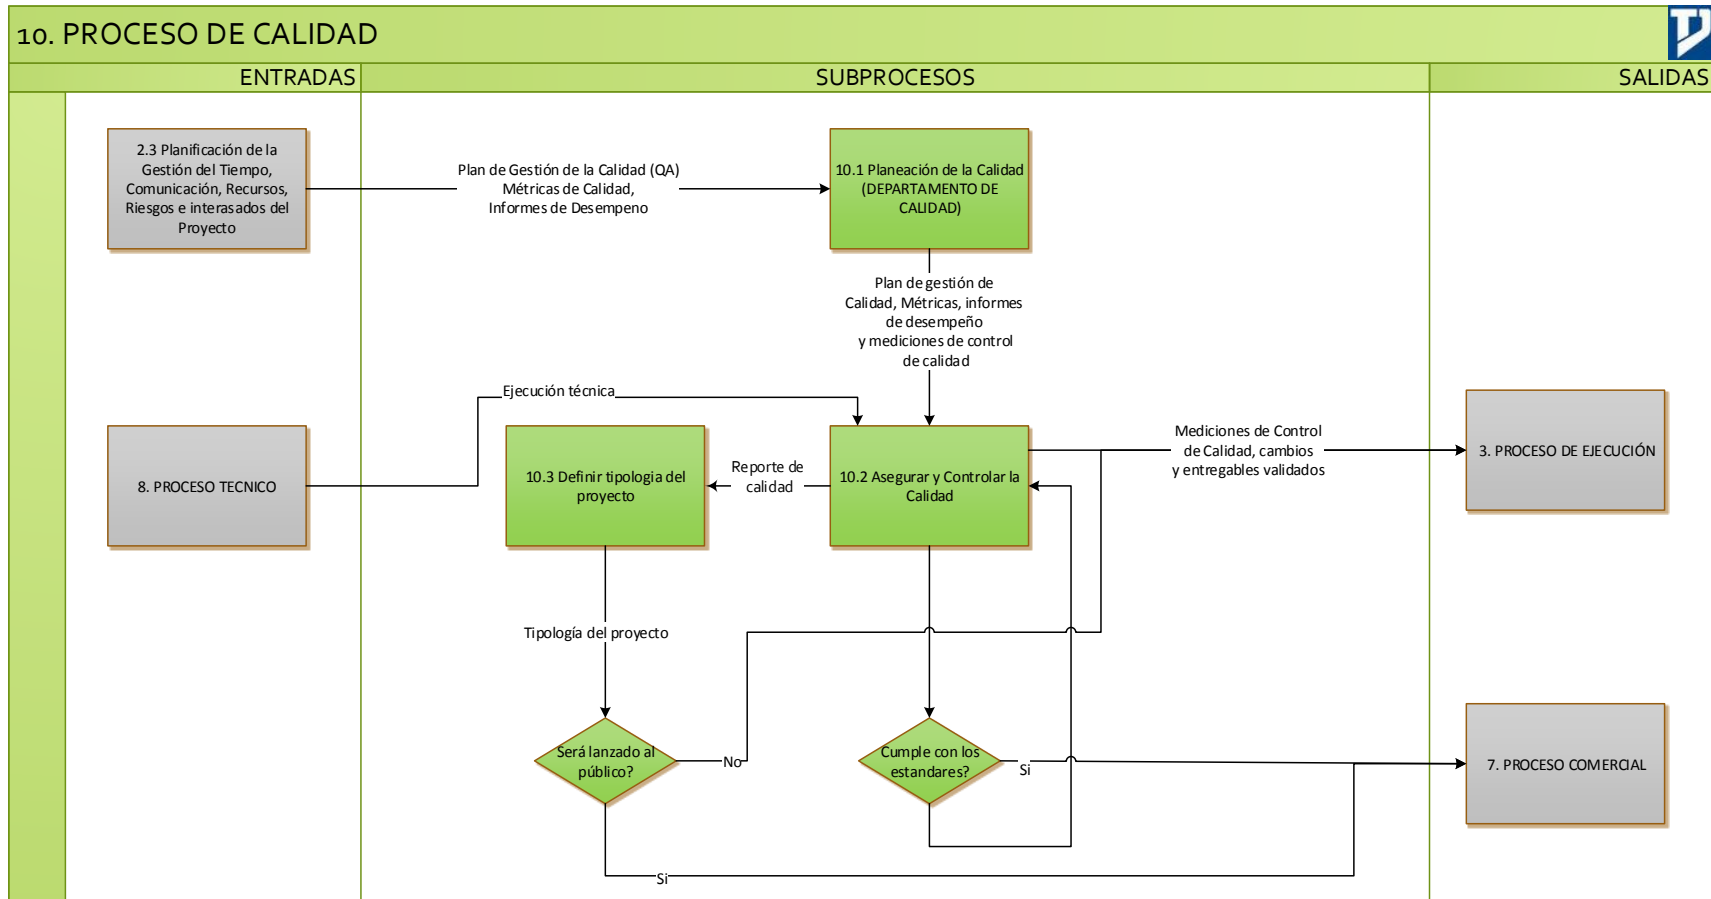 10. PROCESO DE CALIDAD
ENTRADAS
SUBPROCESOS
SALIDAS
2.3 Planificación de la
Gestión del Tiempo,
Comunicación, Recursos,
Riesgos e interasados del
Proyecto
Plan de Gestión de la Calidad (QA)
Métricas de Calidad,
Informes de Desempeno
10.1 Planeación de la Calidad
(DEPARTAMENTO DE
CALIDAD)
Plan de gestión de
Calidad, Métricas, informes
de desempeño
y mediciones de control
de calidad
Ejecución técnica
8. PROCESO TECNICO
10.3 Definir tipologia del
proyecto
Reporte de
calidad
10.2 Asegurar y Controlar la
Calidad
Mediciones de Control
de Calidad, cambios
y entregables validados
3. PROCESO DE EJECUCIÓN
Tipología del proyecto
Será lanzado al
público?
No
Cumple con los
estandares?
Si
7. PROCESO COMERCIAL
Si